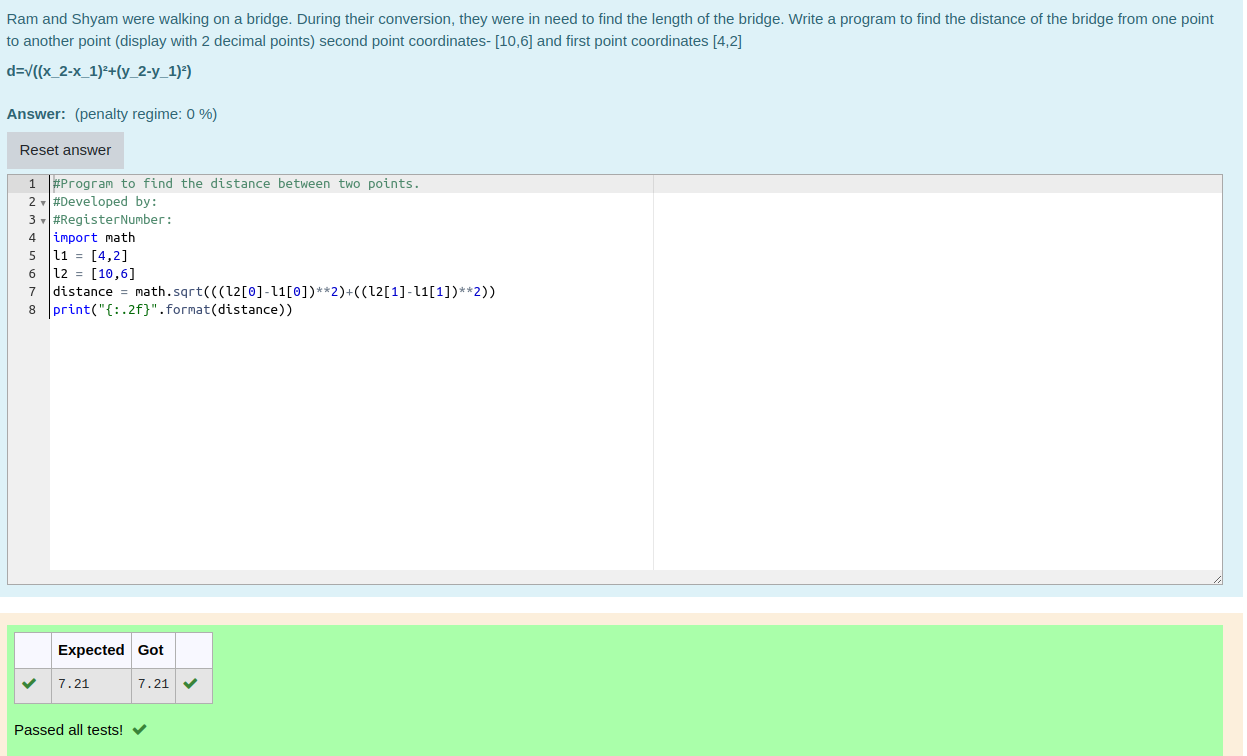 Ram and Shyam were walking on a bridge. During their conversion, they were in need to find the length of the bridge. Write a program to find the distance of the bridge from one point
to another point (display with 2 decimal points) second point coordinates- [10,6] and first point coordinates [4,2]
d=√((x_2-x_1)²+(y_2-y_1)²)
Answer: (penalty regime: 0 %)
Reset answer
1 #Program to find the distance between two points.
2 #Developed by:
3 #RegisterNumber:
4 import math
5 l1 = [4,2]
6 l2 = [10,6]
7 distance = math.sqrt(((l2[0]-l1[0])**2)+((l2[1]-l1[1])**2))
8 print("{:.2f}".format(distance))
Expected Got
7.21 7.21
Passed all tests!